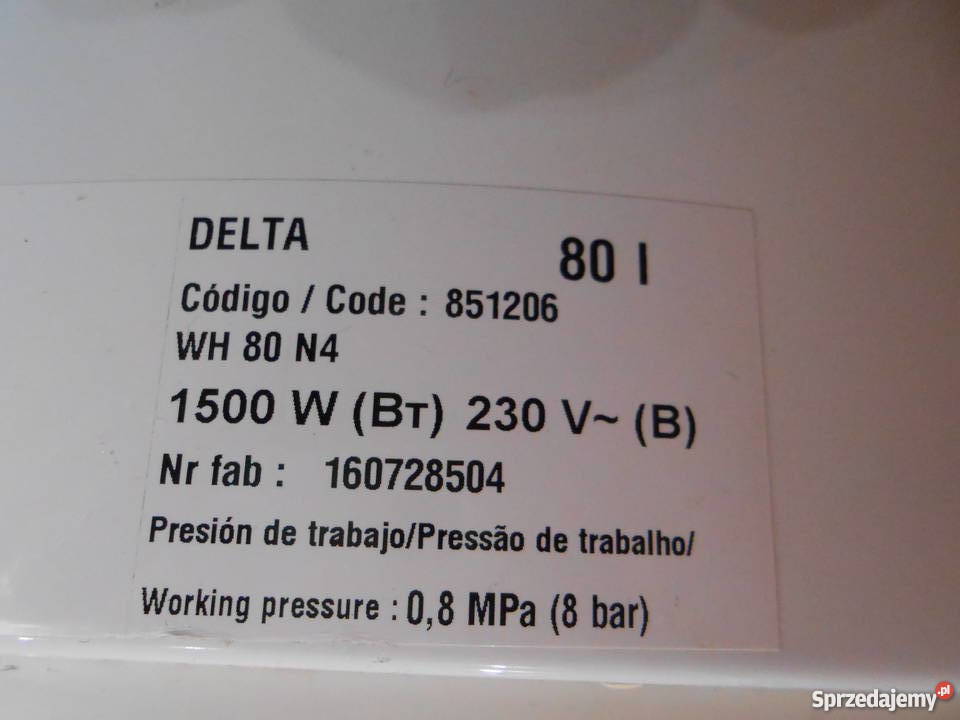 DELTA
80 l
Código / Code : 851206
WH 80 N4
1500 W (Вт) 230 V~ (В)
Nr fab : 160728504
Presión de trabajo/Pressão de trabalho/
Working pressure : 0,8 MPa (8 bar)
Sprzedajemy.pl